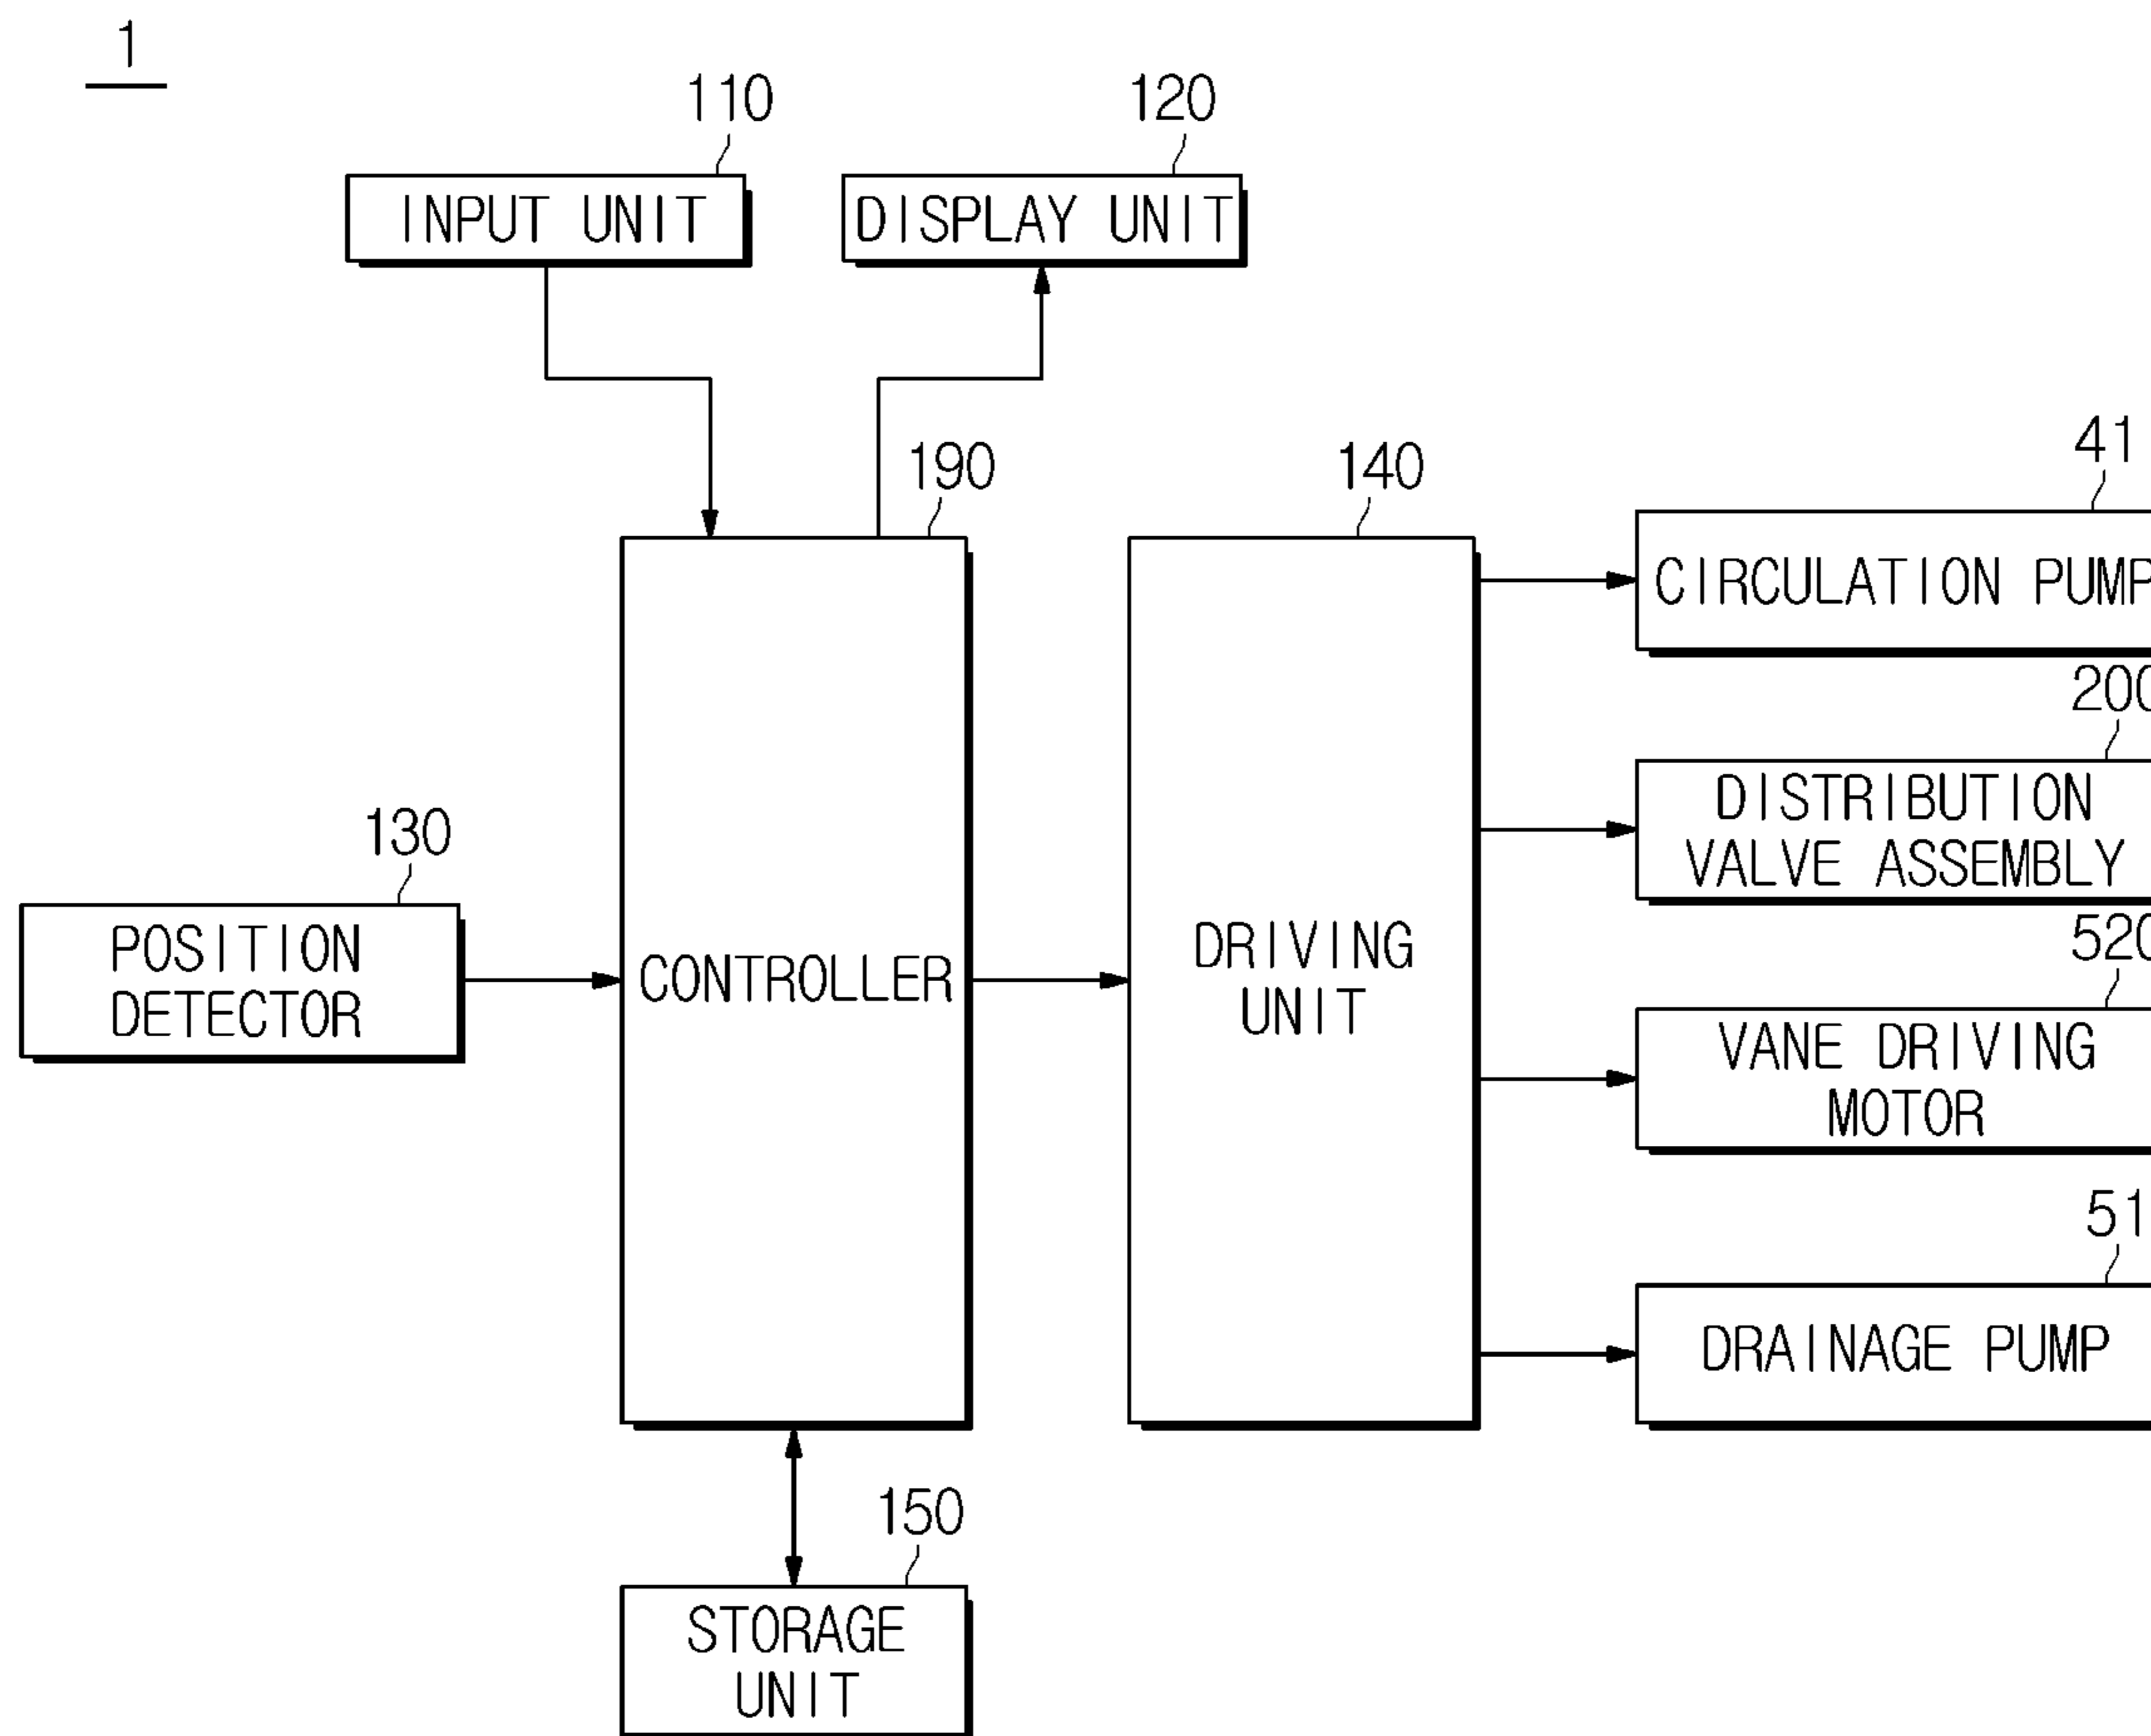 1
110
120
INPUT UNIT
DISPLAY UNIT
190
140
41
CIRCULATION PUMP
200
DISTRIBUTION
VALVE ASSEMBLY
130
POSITION
DETECTOR
CONTROLLER
DRIVING
UNIT
520
VANE DRIVING
MOTOR
51
DRAINAGE PUMP
150
STORAGE
UNIT